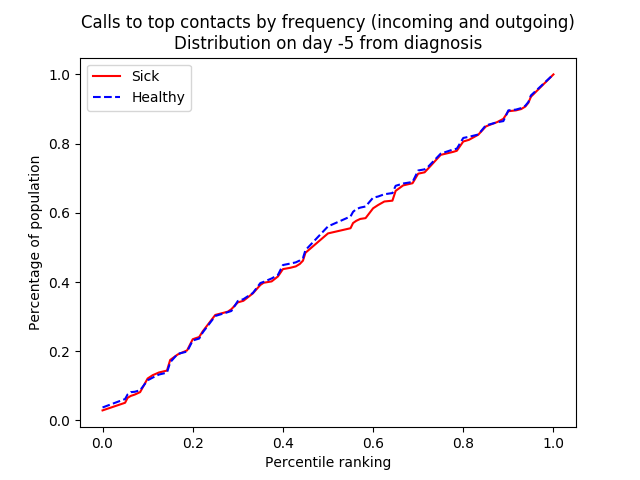 Calls to top contacts by frequency (incoming and outgoing)
Distribution on day -5 from diagnosis
Sick
Healthy
Percentage of population
1.0
0.8
0.6
0.4
0.2
0.0
0.0 0.2 0.4 0.6 0.8 1.0
Percentile ranking